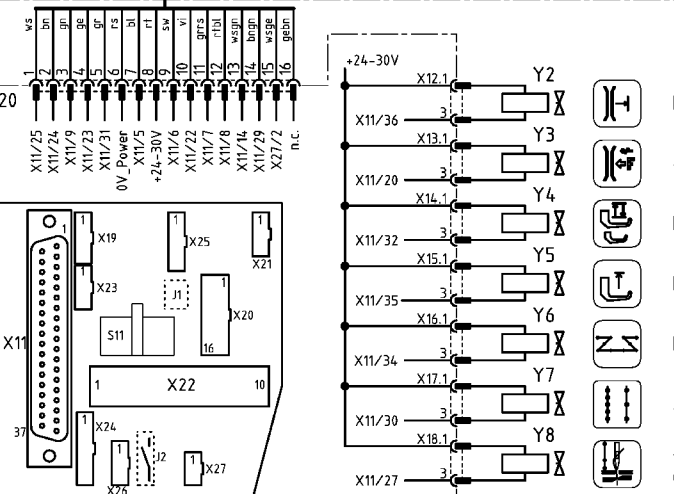 ws bn gn ge gr rs bl rt sw vi grrs rtbl wsgn bngn wsge gebn
1 2 3 4 5 6 7 8 9 10 11 12 13 14 15 16
20
X11/25 X11/24 X11/9 X11/23 X11/31 0V_Power X11/5 +24-30V X11/6 X11/22 X11/7 X11/8 X11/14 X11/29 X27/2 n.c.
+24-30V
X12.1 Y2
X11/36 3
X13.1 Y3
X11/20 3
X14.1 Y4
X11/32 3
X15.1 Y5
X11/35 3
X16.1 Y6
X11/34 3
X17.1 Y7
X11/30 3
X18.1 Y8
X11/27 3
1 1 X19 1 X25 1 X21
1 X23 J1 1 X20 16
S11
X11
1 X22 10
37
1 X24 1 X26 J2 1 X27